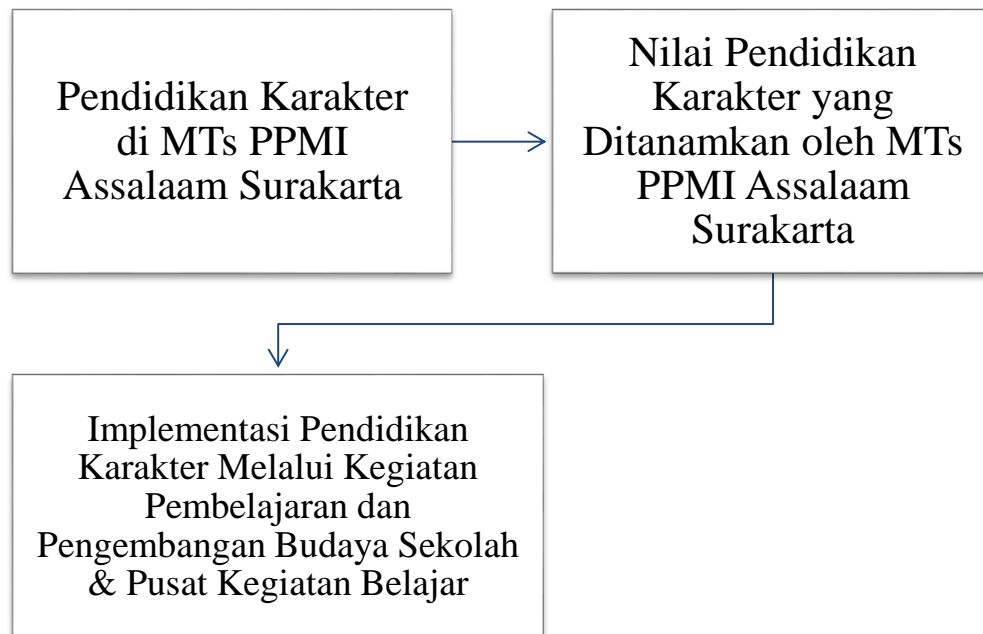 Pendidikan Karakter
di MTs PPMI
Assalaam Surakarta
Nilai Pendidikan
Karakter yang
Ditanamkan oleh MTs
PPMI Assalaam
Surakarta
Implementasi Pendidikan
Karakter Melalui Kegiatan
Pembelajaran dan
Pengembangan Budaya Sekolah
& Pusat Kegiatan Belajar